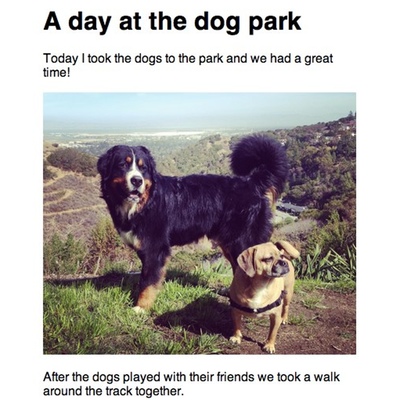 A day at the dog park
Today I took the dogs to the park and we had a great
time!
After the dogs played with their friends we took a walk
around the track together.